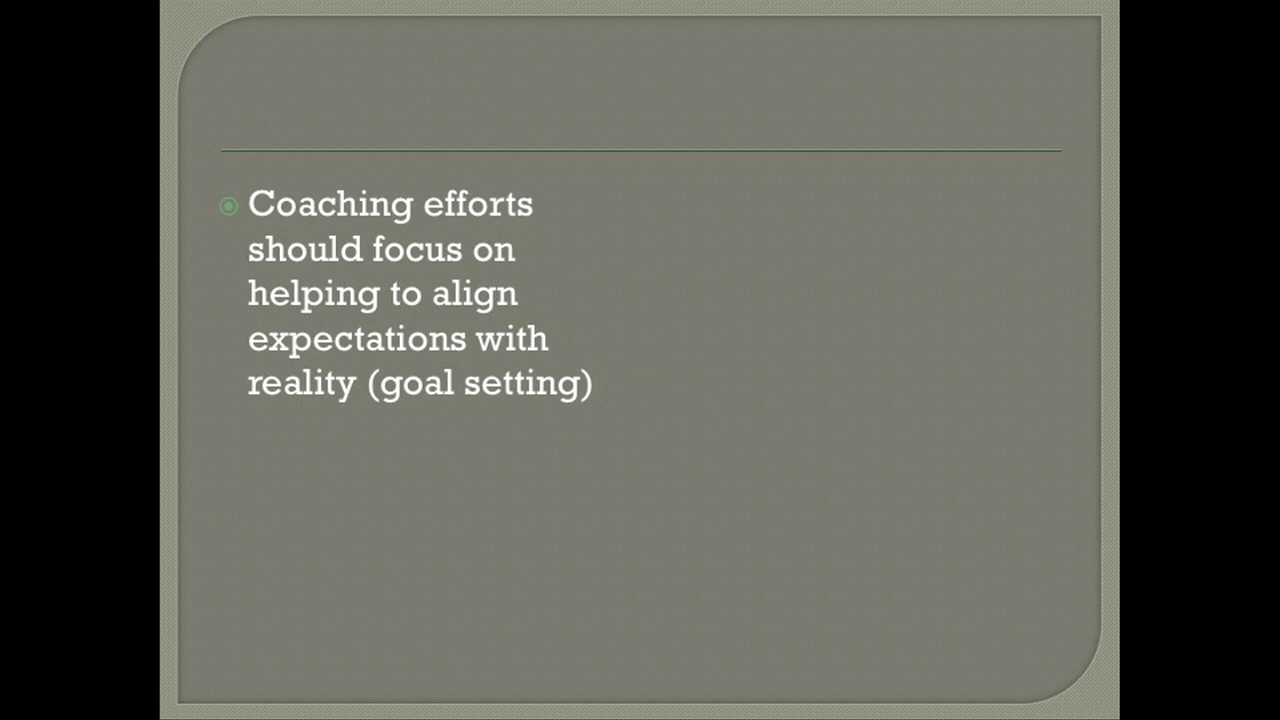 Coaching efforts
should focus on
helping to align
expectations with
reality (goal setting)